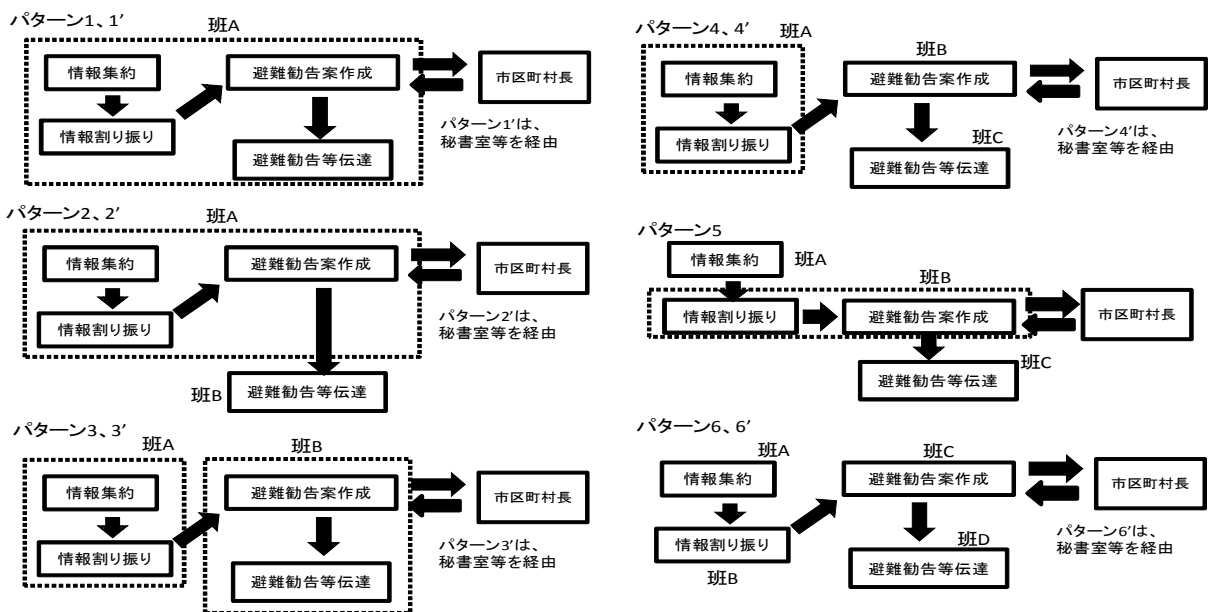 パターン1、1′
班A
情報集約
情報割り振り
避難勧告案作成
避難勧告等伝達
市区町村長
パターン1′は、
秘書室等を経由
パターン2、2′
班A
情報集約
情報割り振り
避難勧告案作成
班B
避難勧告等伝達
市区町村長
パターン2′は、
秘書室等を経由
パターン3、3′
班A
情報集約
情報割り振り
班B
避難勧告案作成
避難勧告等伝達
市区町村長
パターン3′は、
秘書室等を経由
パターン4、4′
班A
情報集約
情報割り振り
班B
避難勧告案作成
班C
避難勧告等伝達
市区町村長
パターン4′は、
秘書室等を経由
パターン5
情報集約
班A
班B
情報割り振り
避難勧告案作成
班C
避難勧告等伝達
市区町村長
パターン6、6′
班A
情報集約
情報割り振り
班B
班C
避難勧告案作成
班D
避難勧告等伝達
市区町村長
パターン6′は、
秘書室等を経由